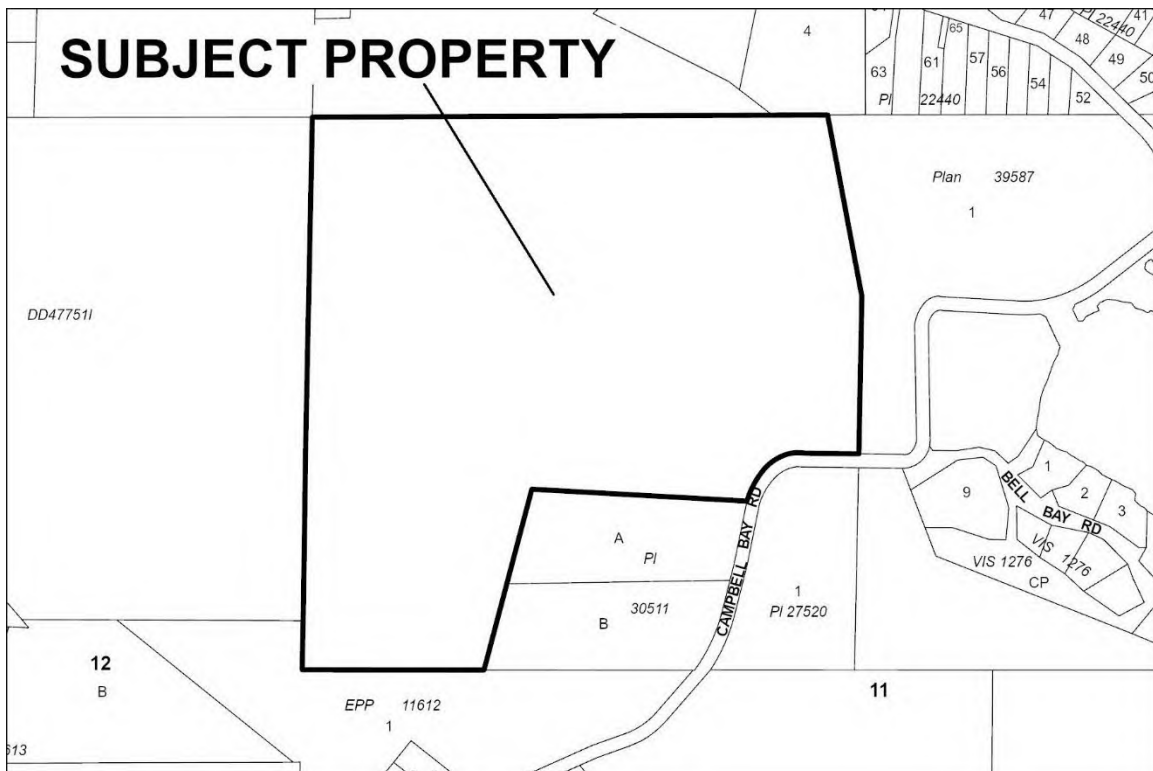 SUBJECT PROPERTY
4
47
Pl 22440
41
48
49
50
65
63
61
57
56
54
52
Pl 22440
Plan 39587
1
DD47751I
A
Pl
30511
B
CAMPBELL BAY RD
1
Pl 27520
9
BELL BAY RD
1
2
3
VIS 1276
VIS 1276
CP
12
B
EPP 11612
1
11
613